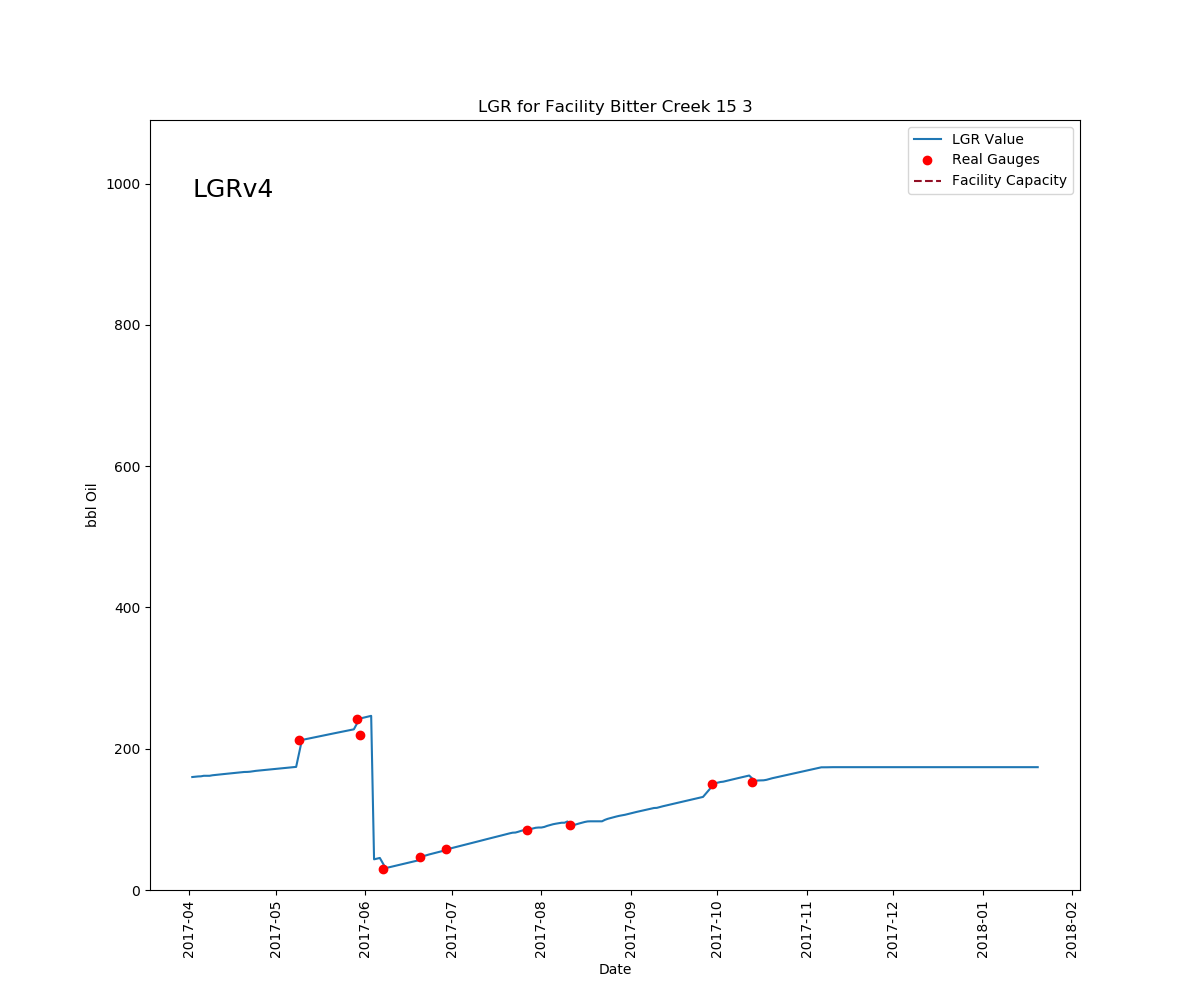 LGR for Facility Bitter Creek 15 3
LGR Value
Real Gauges
Facility Capacity
LGRv4
1000
800
600
400
200
0
bbl Oil
2017-04
2017-05
2017-06
2017-07
2017-08
2017-09
2017-10
2017-11
2017-12
2018-01
2018-02
Date